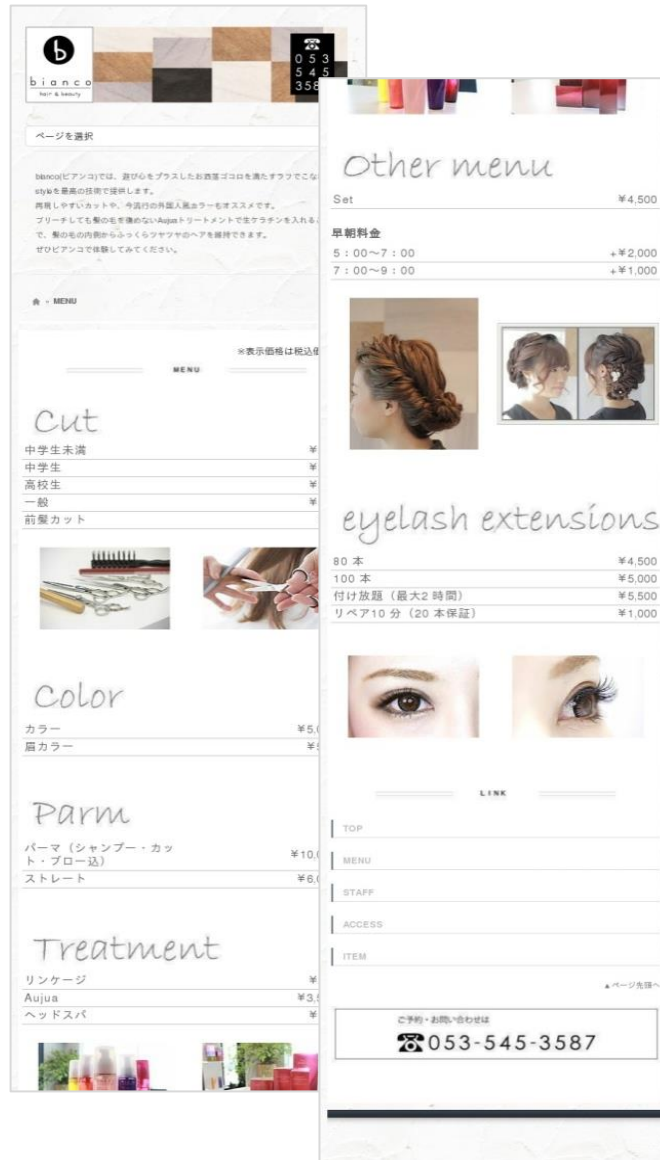 b
bianco
hair & beauty
053
545
358
ページを選択
bianco(ビアンコ)では、遊び心をプラスしたお洒落ゴコロを満たすラフでこな
styleを最高の技術で提供します。
再現しやすいカットや、今流行の外国人風カラーもオススメです。
ブリーチしても髪の毛を傷めないAujuaトリートメントで生ケラチンを入れる
で、髪の毛の内側からふっくらツヤツヤのヘアを維持できます。
ぜひビアンコで体験してみてください。
» MENU
※表示価格は税込
MENU
Cut
中学生未満 ¥
中学生 ¥
高校生 ¥
一般 ¥
前髪カット
Color
カラー ¥5,
眉カラー ¥
Parm
パーマ（シャンプー・カッ
ト・ブロー込） ¥10,
ストレート ¥6,
Treatment
リンケージ ¥
Aujua ¥3,
ヘッドスパ ¥
Other menu
Set ¥4,500
早朝料金
5：00〜7：00 +¥2,000
7：00〜9：00 +¥1,000
eyelash extensions
80 本 ¥4,500
100 本 ¥5,000
付け放題（最大2 時間） ¥5,500
リペア10 分（20 本保証） ¥1,000
LINK
TOP
MENU
STAFF
ACCESS
ITEM
▲ページ先頭へ
ご予約・お問い合わせは
☎053-545-3587